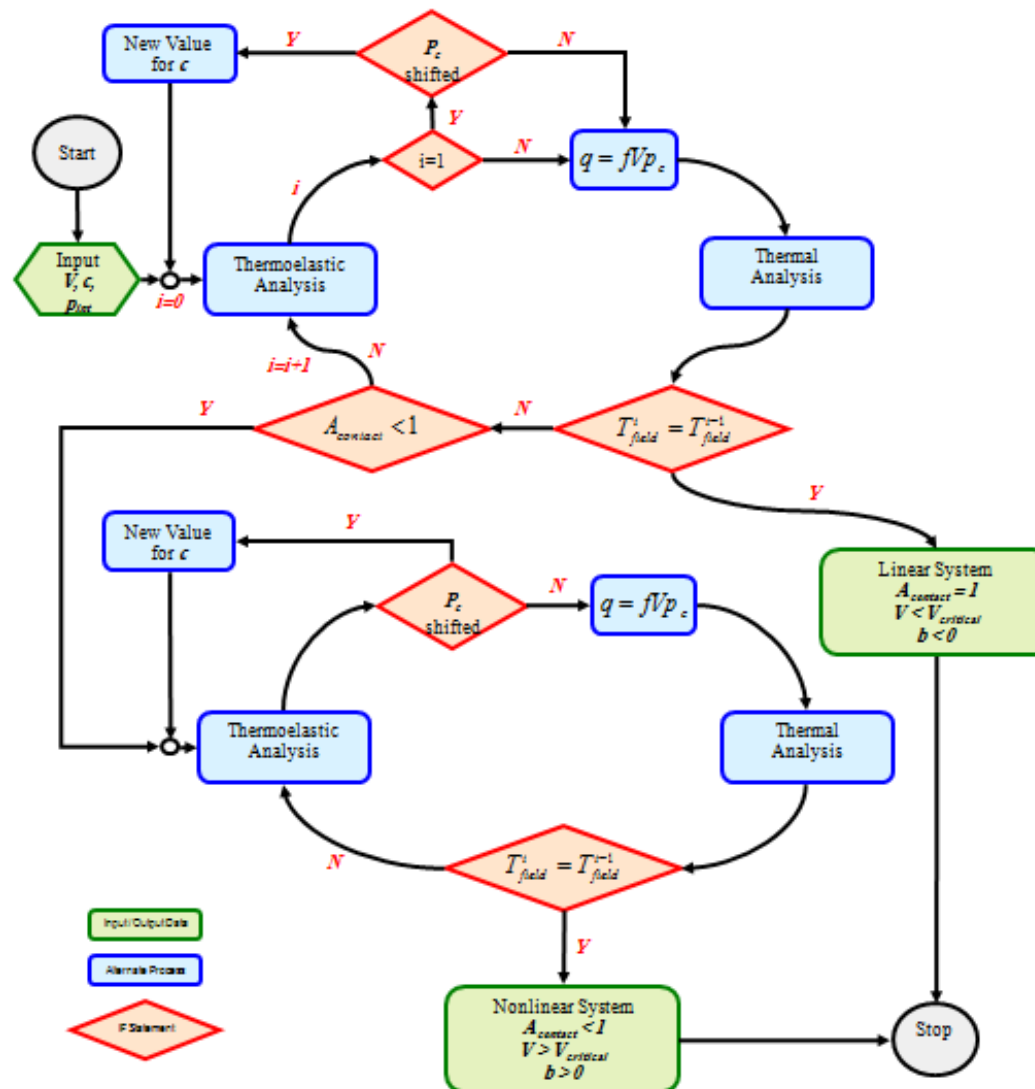 New Value
for c
Y
P_c
shifted
N
Y
Start
i=1
N
q = fVp_c
i
Input
V, c,
p_int
i=0
Thermoelastic
Analysis
Thermal
Analysis
i=i+1
N
Y
A_contact < 1
N
T^i_field = T^{i-1}_field
Y
New Value
for c
Y
P_c
shifted
N
q = fVp_c
Linear System
A_contact = 1
V < V_critical
b < 0
Thermoelastic
Analysis
Thermal
Analysis
N
T^i_field = T^{i-1}_field
Y
Input/Output Data
Alternate Process
IF Statement
Nonlinear System
A_contact < 1
V > V_critical
b > 0
Stop